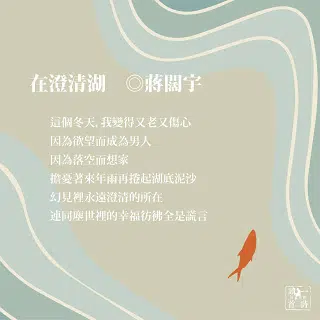 在澄清湖　◎蔣闊宇
這個冬天，我變得又老又傷心
因為欲望而成為男人
因為落空而想家
擔憂著來年雨再捲起湖底泥沙
幻見裡永遠澄清的所在
連同塵世裡的幸福彷彿全是謊言